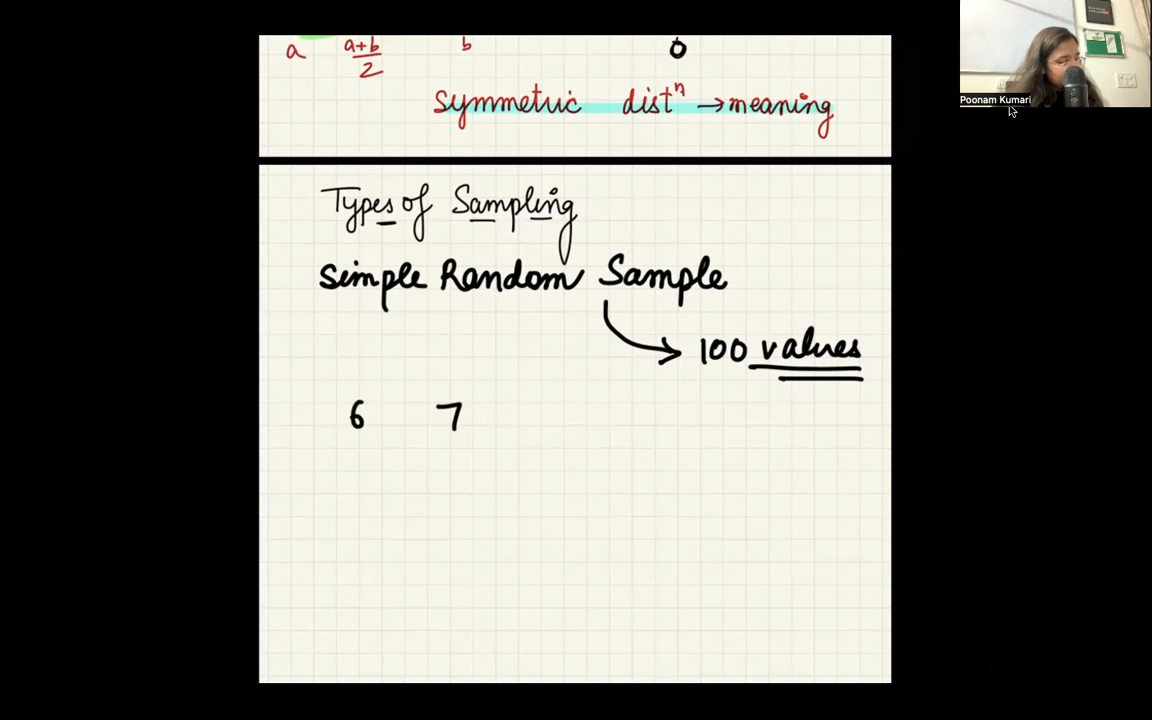 a a+b/2 b 0
symmetric distⁿ → meaning
Types of Sampling
Simple Random Sample
→ 100 values
6 7
Poonam Kumari